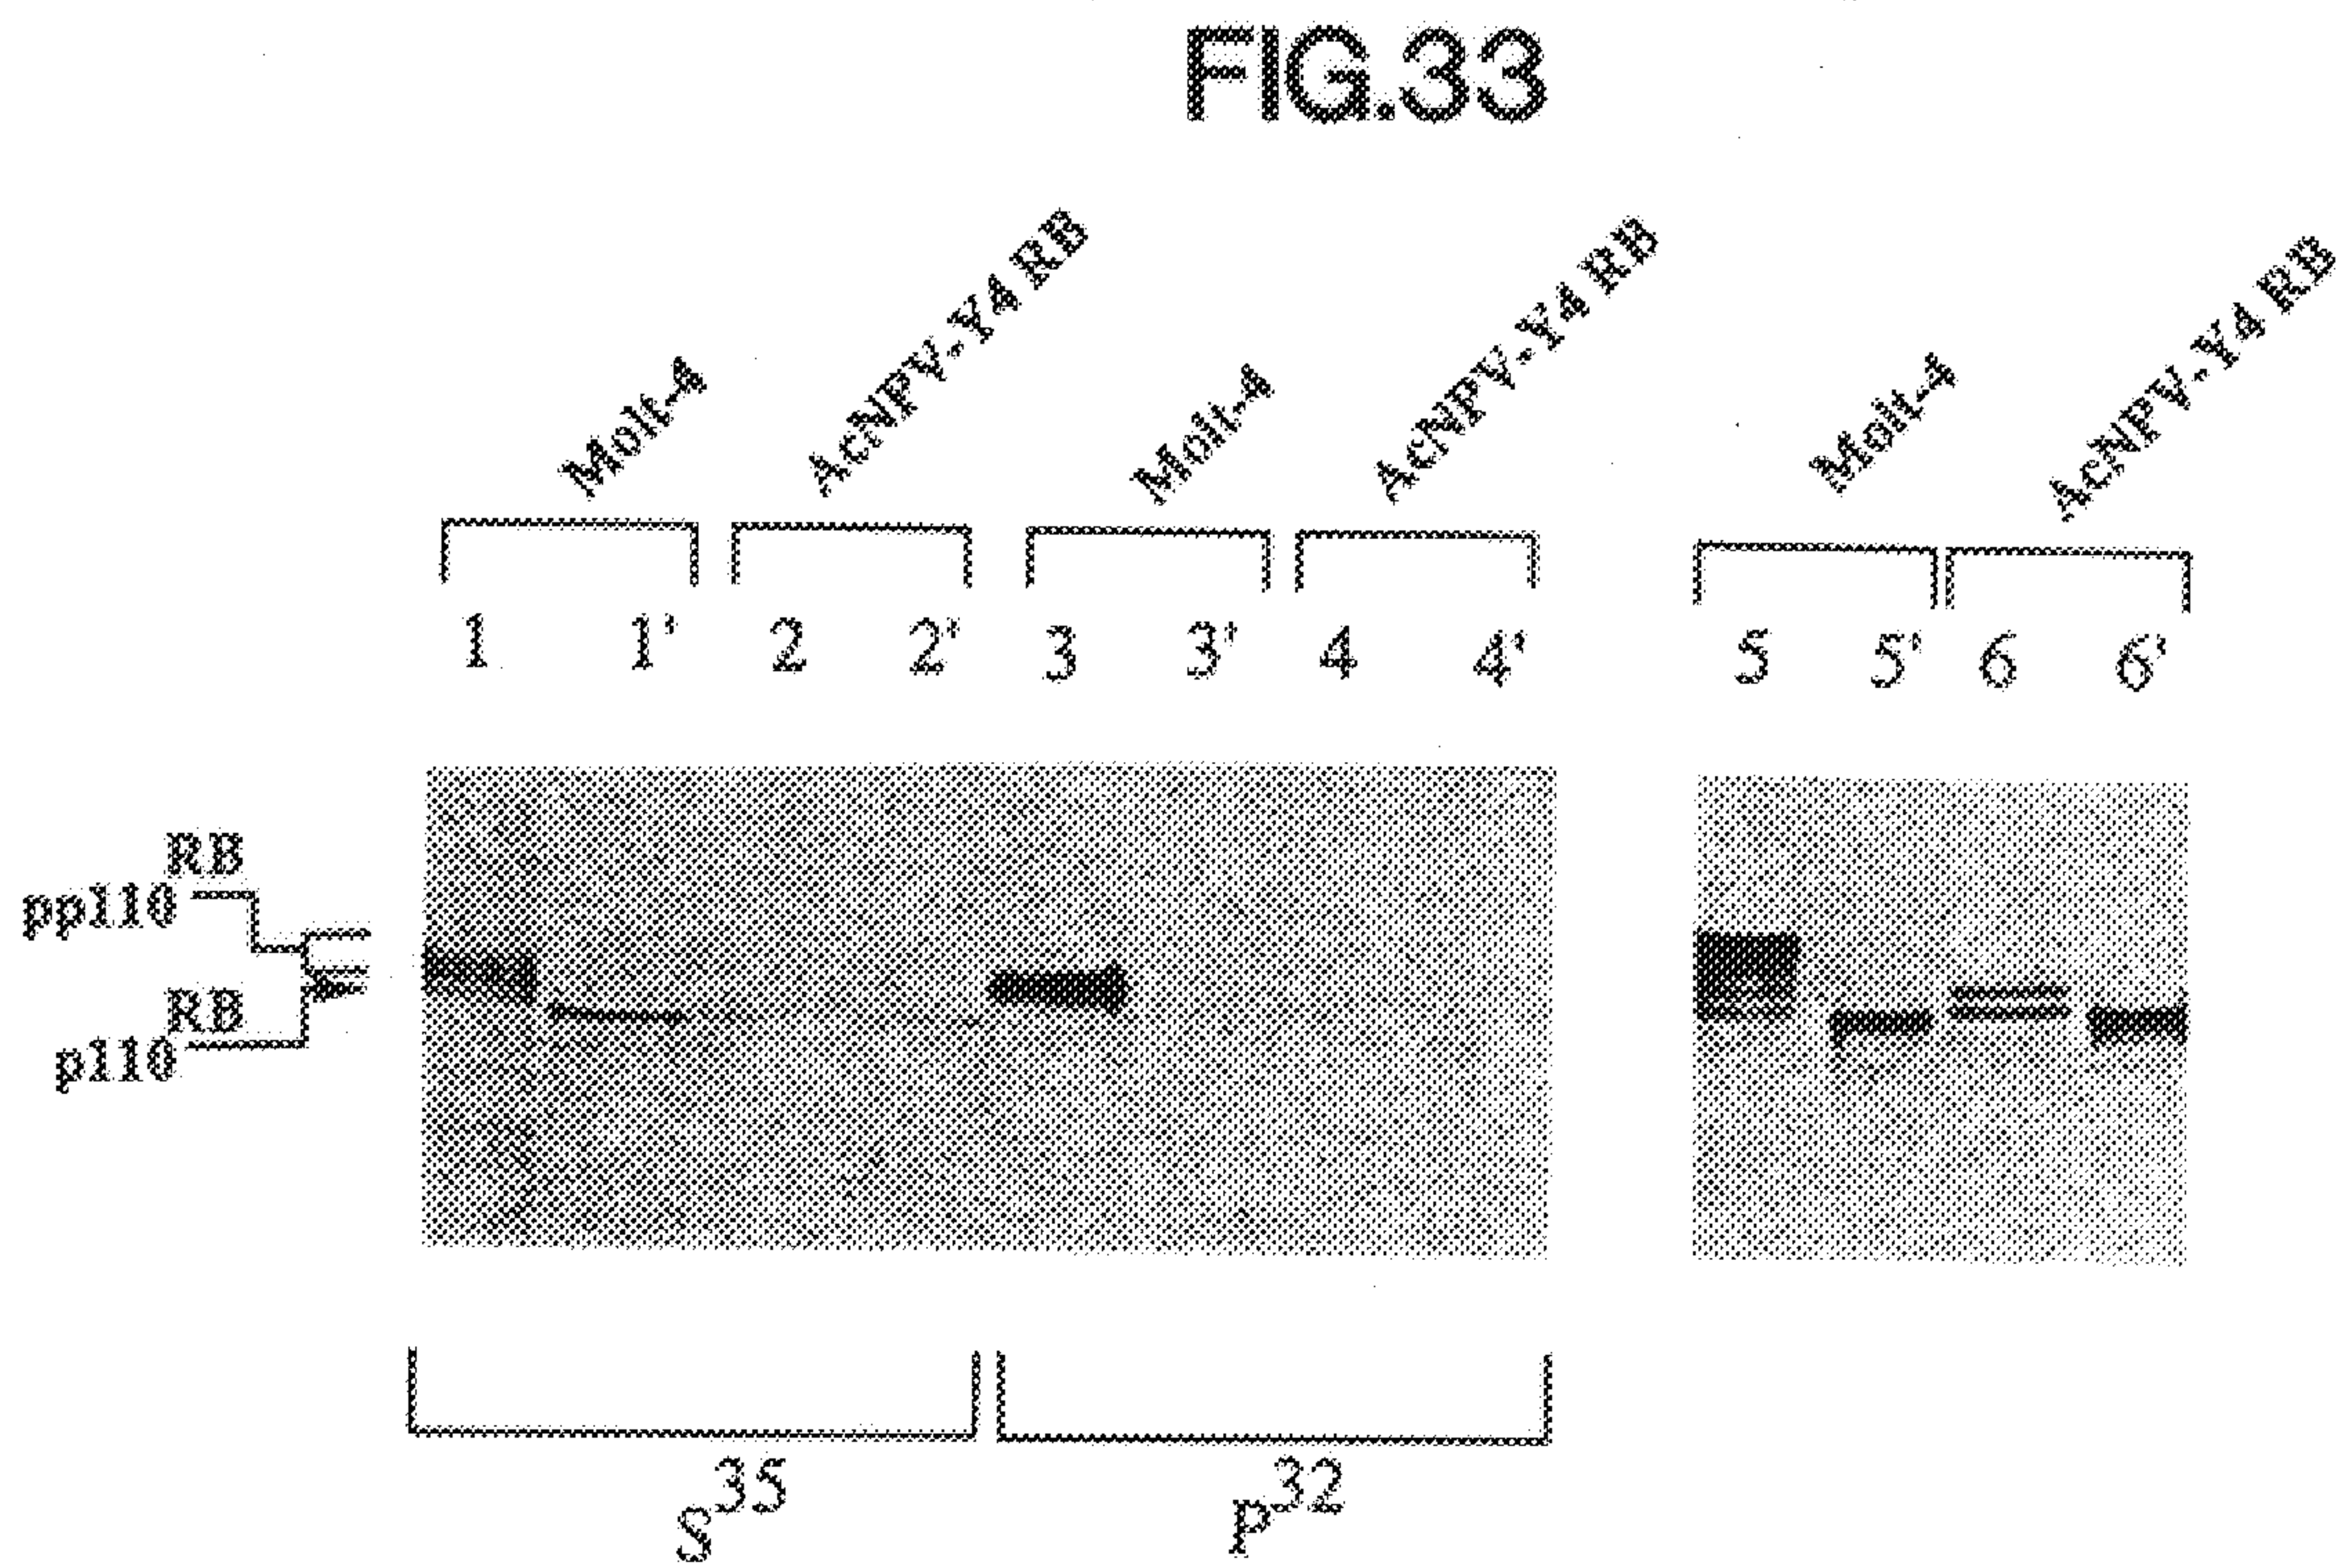 FIG.33
Molt-4
AcNPV-Y4 RB
Molt-4
AcNPV-Y4 RB
Molt-4
AcNPV-Y4 RB
1 1' 2 2' 3 3' 4 4' 5 5' 6 6'
pp110 RB
p110 RB
S35
P32